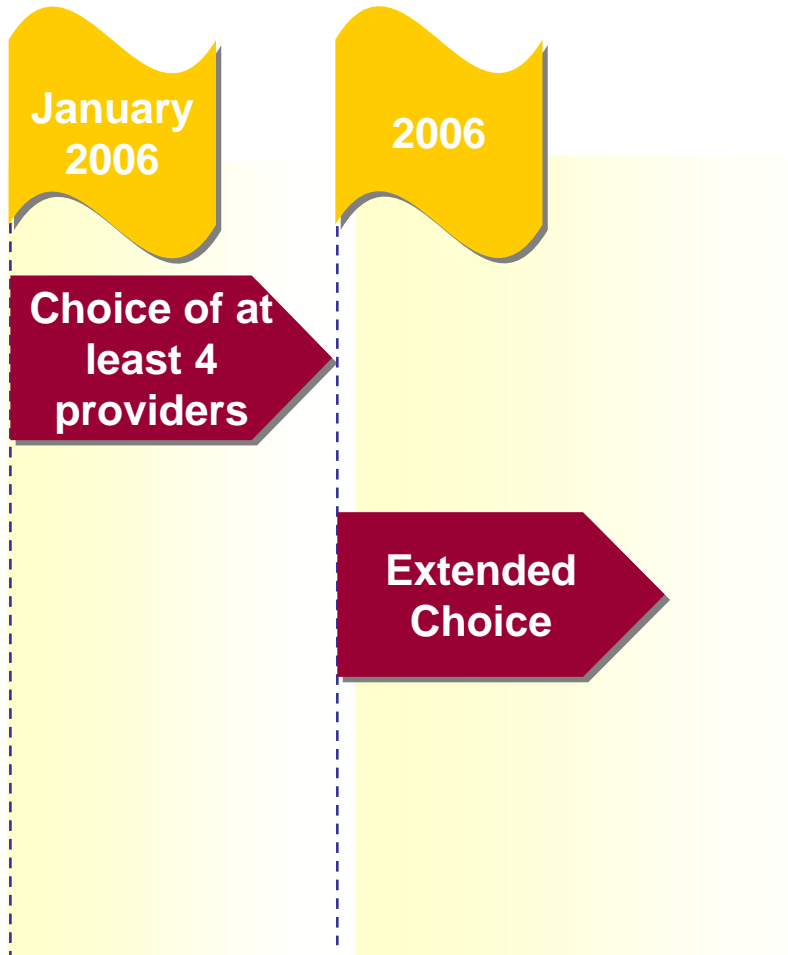 January
2006
2006
Choice of at
least 4
providers
Extended
Choice